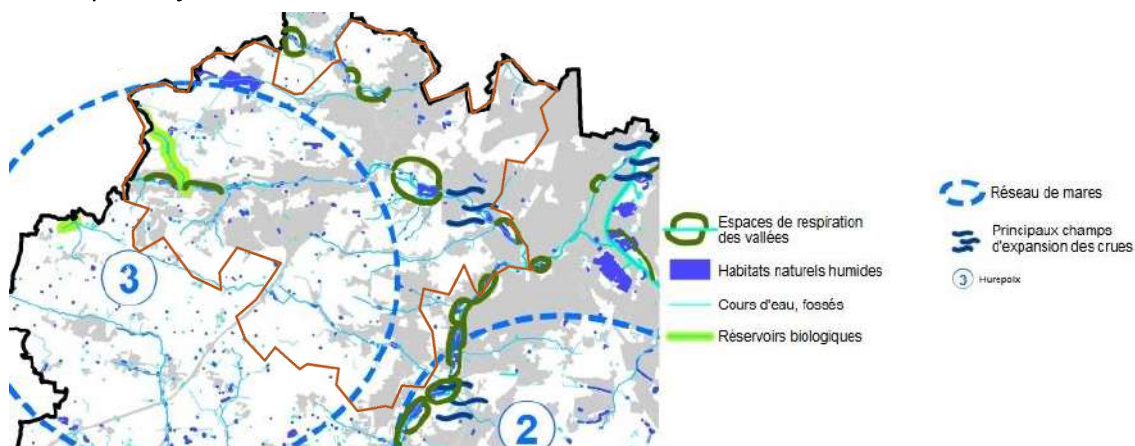 3
2
Espaces de respiration
des vallées
Habitats naturels humides
Cours d'eau, fossés
Réservoirs biologiques
Réseau de mares
Principaux champs
d'expansion des crues
3 Hurepoix